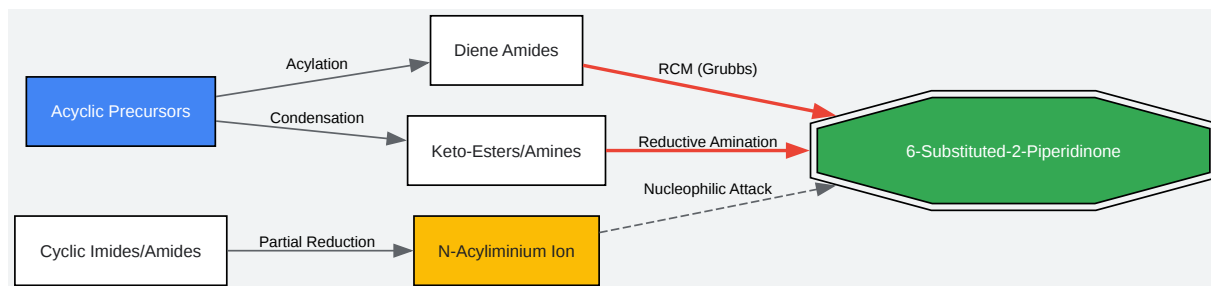 Diene Amides
Acylation
RCM (Grubbs)
Acyclic Precursors
Condensation
Keto-Esters/Amines
Reductive Amination
6-Substituted-2-Piperidinone
Nucleophilic Attack
Cyclic Imides/Amides
Partial Reduction
N-Acyliminium Ion